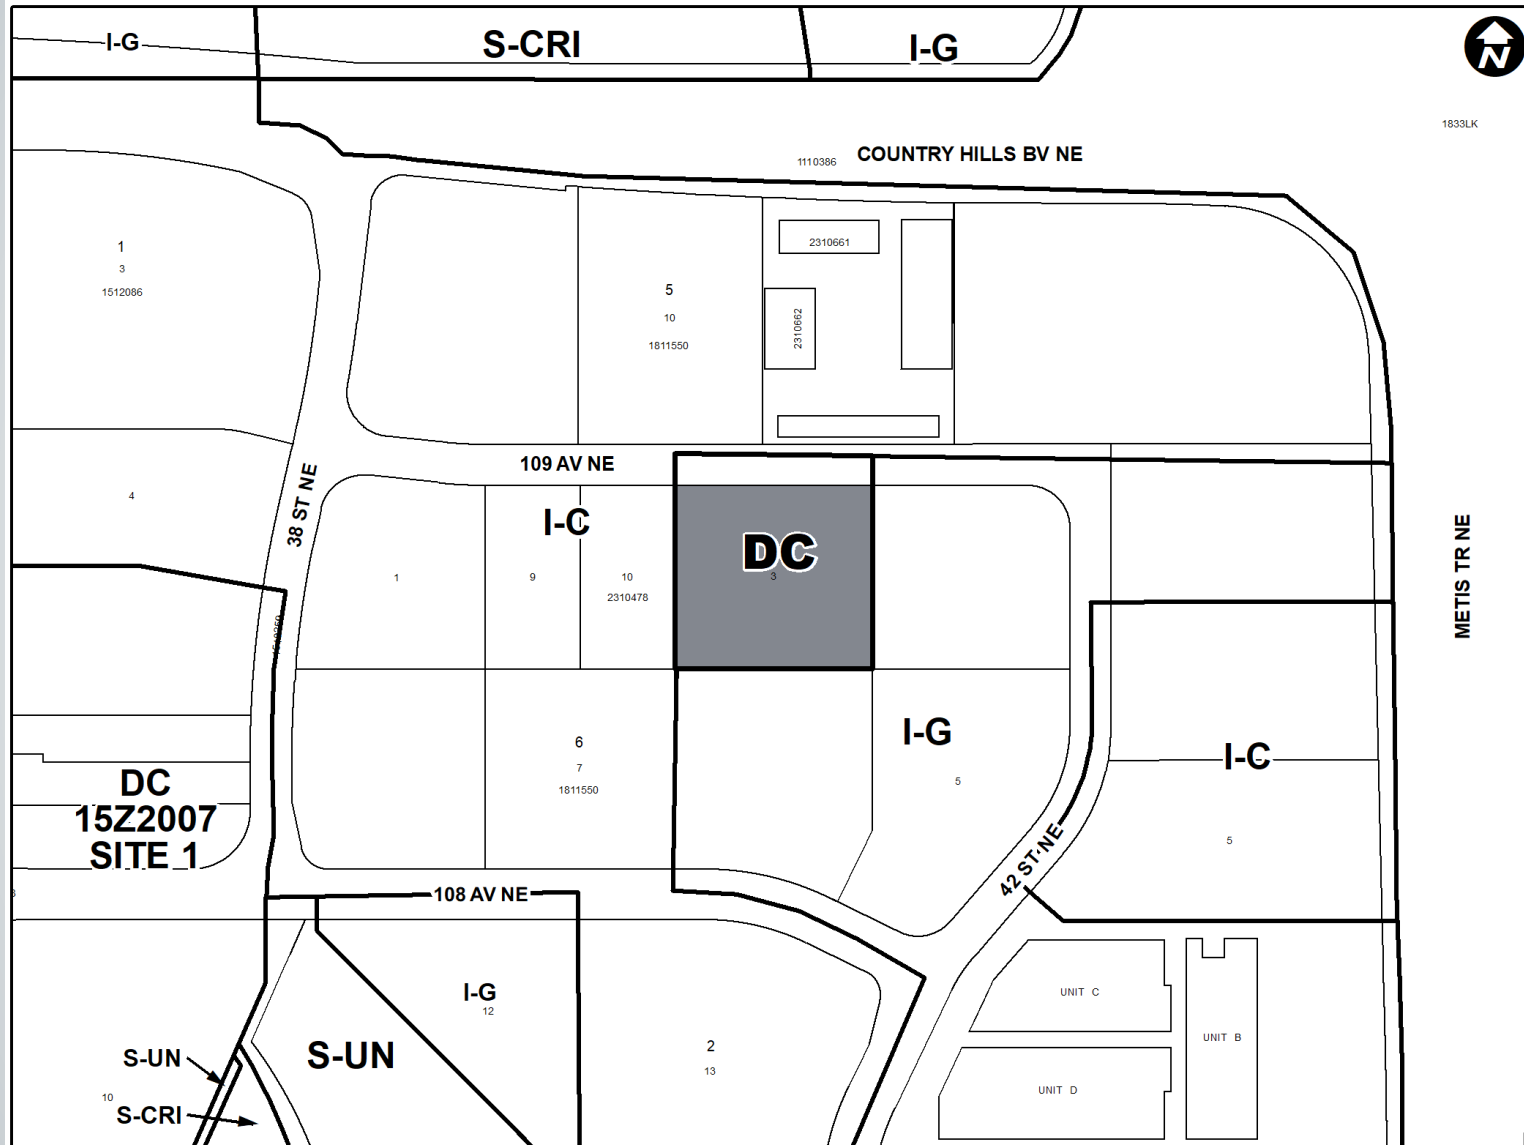 I-G
S-CRI
I-G
N
1833LK
1110386
COUNTRY HILLS BV NE
2310661
1
3
1512086
5
10
1811550
2310662
109 AV NE
38 ST NE
4
I-C
DC
3
METIS TR NE
1
9
10
2310478
I-G
I-C
6
7
1811550
5
DC
15Z2007
SITE 1
5
42 ST NE
8
108 AV NE
I-G
12
UNIT C
UNIT B
2
13
S-UN
S-UN
UNIT D
10
S-CRI